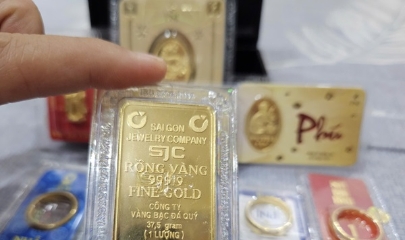 SAIGON
JEWELRY COMPANY
SJC
RỒNG VÀNG
999.9
FINE GOLD
CÔNG TY
VÀNG BẠC ĐÁ QUÝ
37,5 gram
(1 LƯỢNG)
Phúc